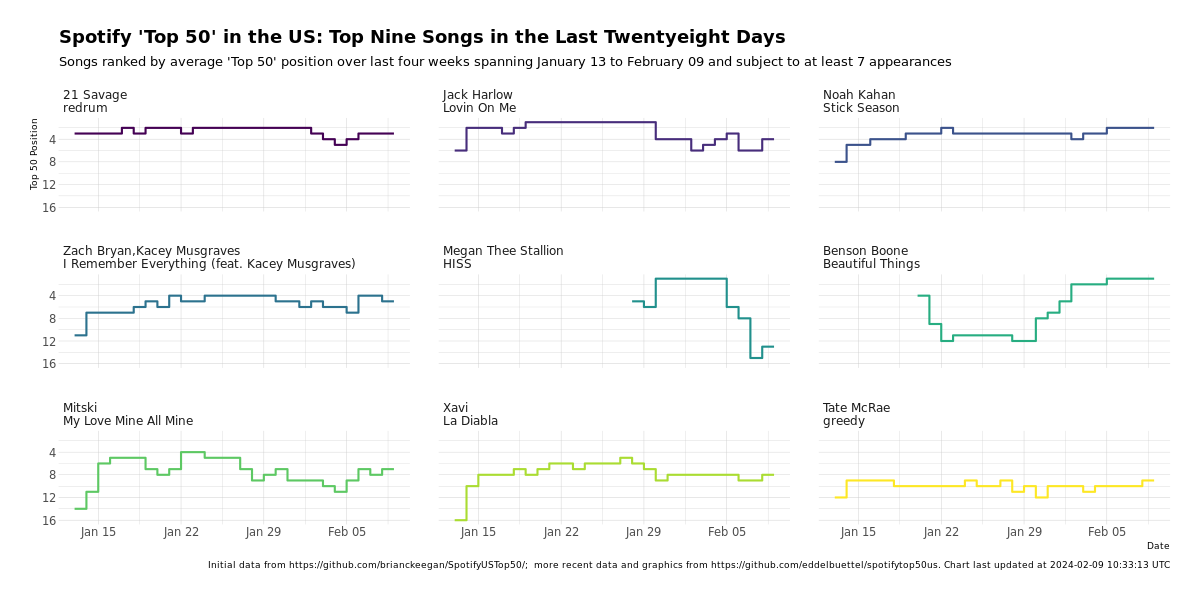 Spotify 'Top 50' in the US: Top Nine Songs in the Last Twentyeight Days
Songs ranked by average 'Top 50' position over last four weeks spanning January 13 to February 09 and subject to at least 7 appearances
21 Savage
redrum
Jack Harlow
Lovin On Me
Noah Kahan
Stick Season
Top 50 Position
4
8
12
16
Zach Bryan,Kacey Musgraves
I Remember Everything (feat. Kacey Musgraves)
Megan Thee Stallion
HISS
Benson Boone
Beautiful Things
4
8
12
16
Mitski
My Love Mine All Mine
Xavi
La Diabla
Tate McRae
greedy
4
8
12
16
Jan 15 Jan 22 Jan 29 Feb 05
Jan 15 Jan 22 Jan 29 Feb 05
Jan 15 Jan 22 Jan 29 Feb 05
Date
Initial data from https://github.com/brianckeegan/SpotifyUSTop50/;  more recent data and graphics from https://github.com/eddelbuettel/spotifytop50us. Chart last updated at 2024-02-09 10:33:13 UTC